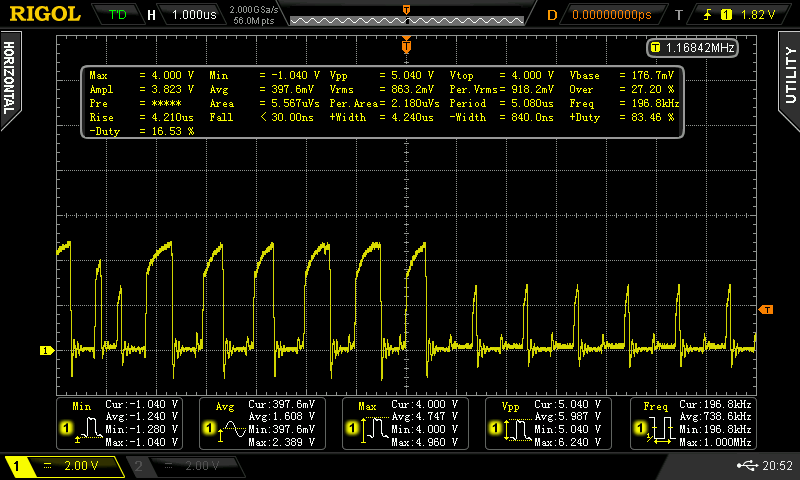 RIGOL T'D H 1.000us 2.000GSa/s 56.0M pts D 0.00000000ps T 1 1.82 V
T 1.16842MHz
HORIZONTAL
UTILITY
Max = 4.000 V Min = -1.040 V Vpp = 5.040 V Vtop = 4.000 V Vbase = 176.7mV
Ampl = 3.823 V Avg = 397.6mV Vrms = 863.2mV Per.Vrms= 918.2mV Over = 27.20 %
Pre = ***** Area = 5.567uVs Per.Area= 2.180uVs Period = 5.080us Freq = 196.8kHz
Rise = 4.210us Fall < 30.00ns +Width = 4.240us -Width = 840.0ns +Duty = 83.46 %
-Duty = 16.53 %
T
T
1
Min Cur:-1.040 V
Avg:-1.240 V
1 Min:-1.280 V
Max:-1.040 V
Avg Cur:397.6mV
Avg:1.608 V
1 Min:397.6mV
Max:2.389 V
Max Cur:4.000 V
Avg:4.747 V
1 Min:4.000 V
Max:4.960 V
Vpp Cur:5.040 V
Avg:5.987 V
1 Min:5.040 V
Max:6.240 V
Freq Cur:196.8kHz
Avg:738.6kHz
1 Min:196.8kHz
Max:1.000MHz
1 2.00 V 2 2.00 V 20:52